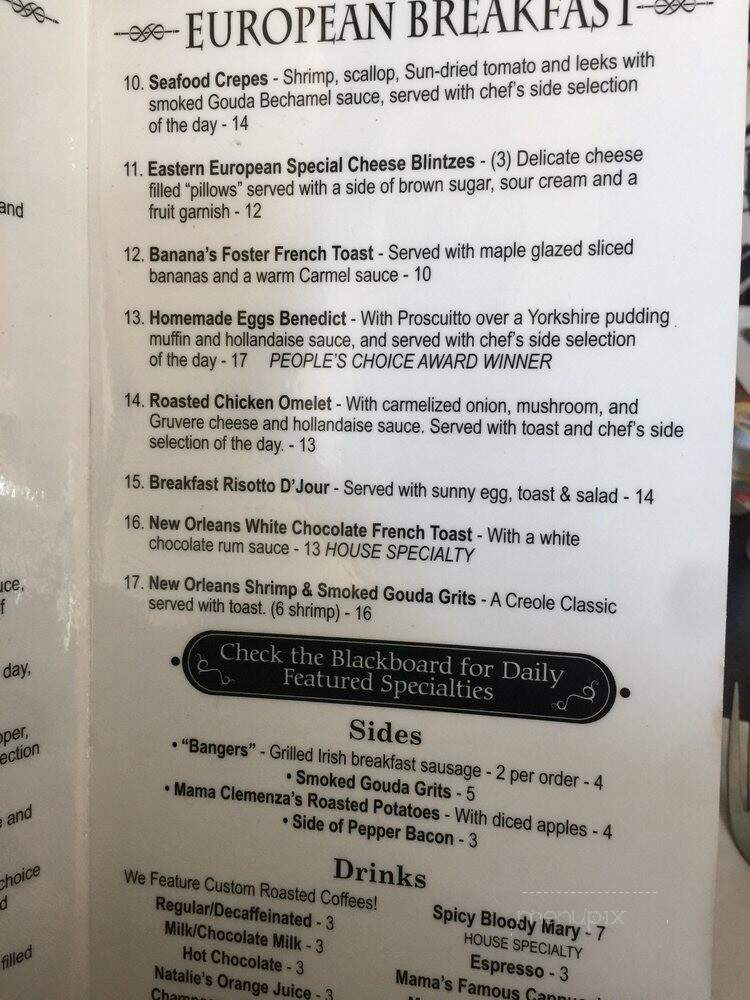 EUROPEAN BREAKFAST
10. Seafood Crepes - Shrimp, scallop, Sun-dried tomato and leeks with
smoked Gouda Bechamel sauce, served with chef's side selection
of the day - 14
11. Eastern European Special Cheese Blintzes - (3) Delicate cheese
filled "pillows" served with a side of brown sugar, sour cream and a
fruit garnish - 12
12. Banana's Foster French Toast - Served with maple glazed sliced
bananas and a warm Carmel sauce - 10
13. Homemade Eggs Benedict - With Proscuitto over a Yorkshire pudding
muffin and hollandaise sauce, and served with chef's side selection
of the day - 17 PEOPLE'S CHOICE AWARD WINNER
14. Roasted Chicken Omelet - With carmelized onion, mushroom, and
Gruvere cheese and hollandaise sauce. Served with toast and chef's side
selection of the day. - 13
15. Breakfast Risotto D'Jour - Served with sunny egg, toast & salad - 14
16. New Orleans White Chocolate French Toast - With a white
chocolate rum sauce - 13 HOUSE SPECIALTY
17. New Orleans Shrimp & Smoked Gouda Grits - A Creole Classic
served with toast. (6 shrimp) - 16
Check the Blackboard for Daily
Featured Specialties
Sides
• "Bangers" - Grilled Irish breakfast sausage - 2 per order - 4
• Smoked Gouda Grits - 5
• Mama Clemenza's Roasted Potatoes - With diced apples - 4
• Side of Pepper Bacon - 3
Drinks
We Feature Custom Roasted Coffees!
Regular/Decaffeinated - 3
Milk/Chocolate Milk - 3
Hot Chocolate - 3
Natalie's Orange Juice - 3
Spicy Bloody Mary - 7
HOUSE SPECIALTY
Espresso - 3
Mama's Famous
and
day,
and
choice
filled
menupix